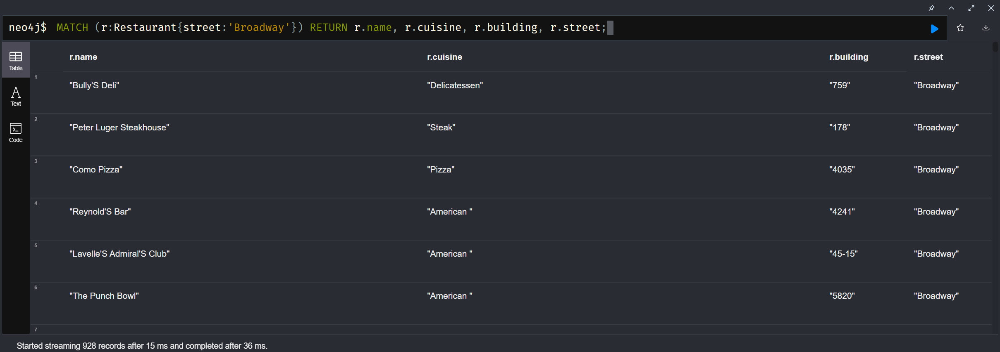 neo4j$ MATCH (r:Restaurant{street:'Broadway'}) RETURN r.name, r.cuisine, r.building, r.street;
Table
Text
Code
r.name r.cuisine r.building r.street
1 "Bully'S Deli" "Delicatessen" "759" "Broadway"
2 "Peter Luger Steakhouse" "Steak" "178" "Broadway"
3 "Como Pizza" "Pizza" "4035" "Broadway"
4 "Reynold'S Bar" "American " "4241" "Broadway"
5 "Lavelle'S Admiral'S Club" "American " "45-15" "Broadway"
6 "The Punch Bowl" "American " "5820" "Broadway"
7
Started streaming 928 records after 15 ms and completed after 36 ms.